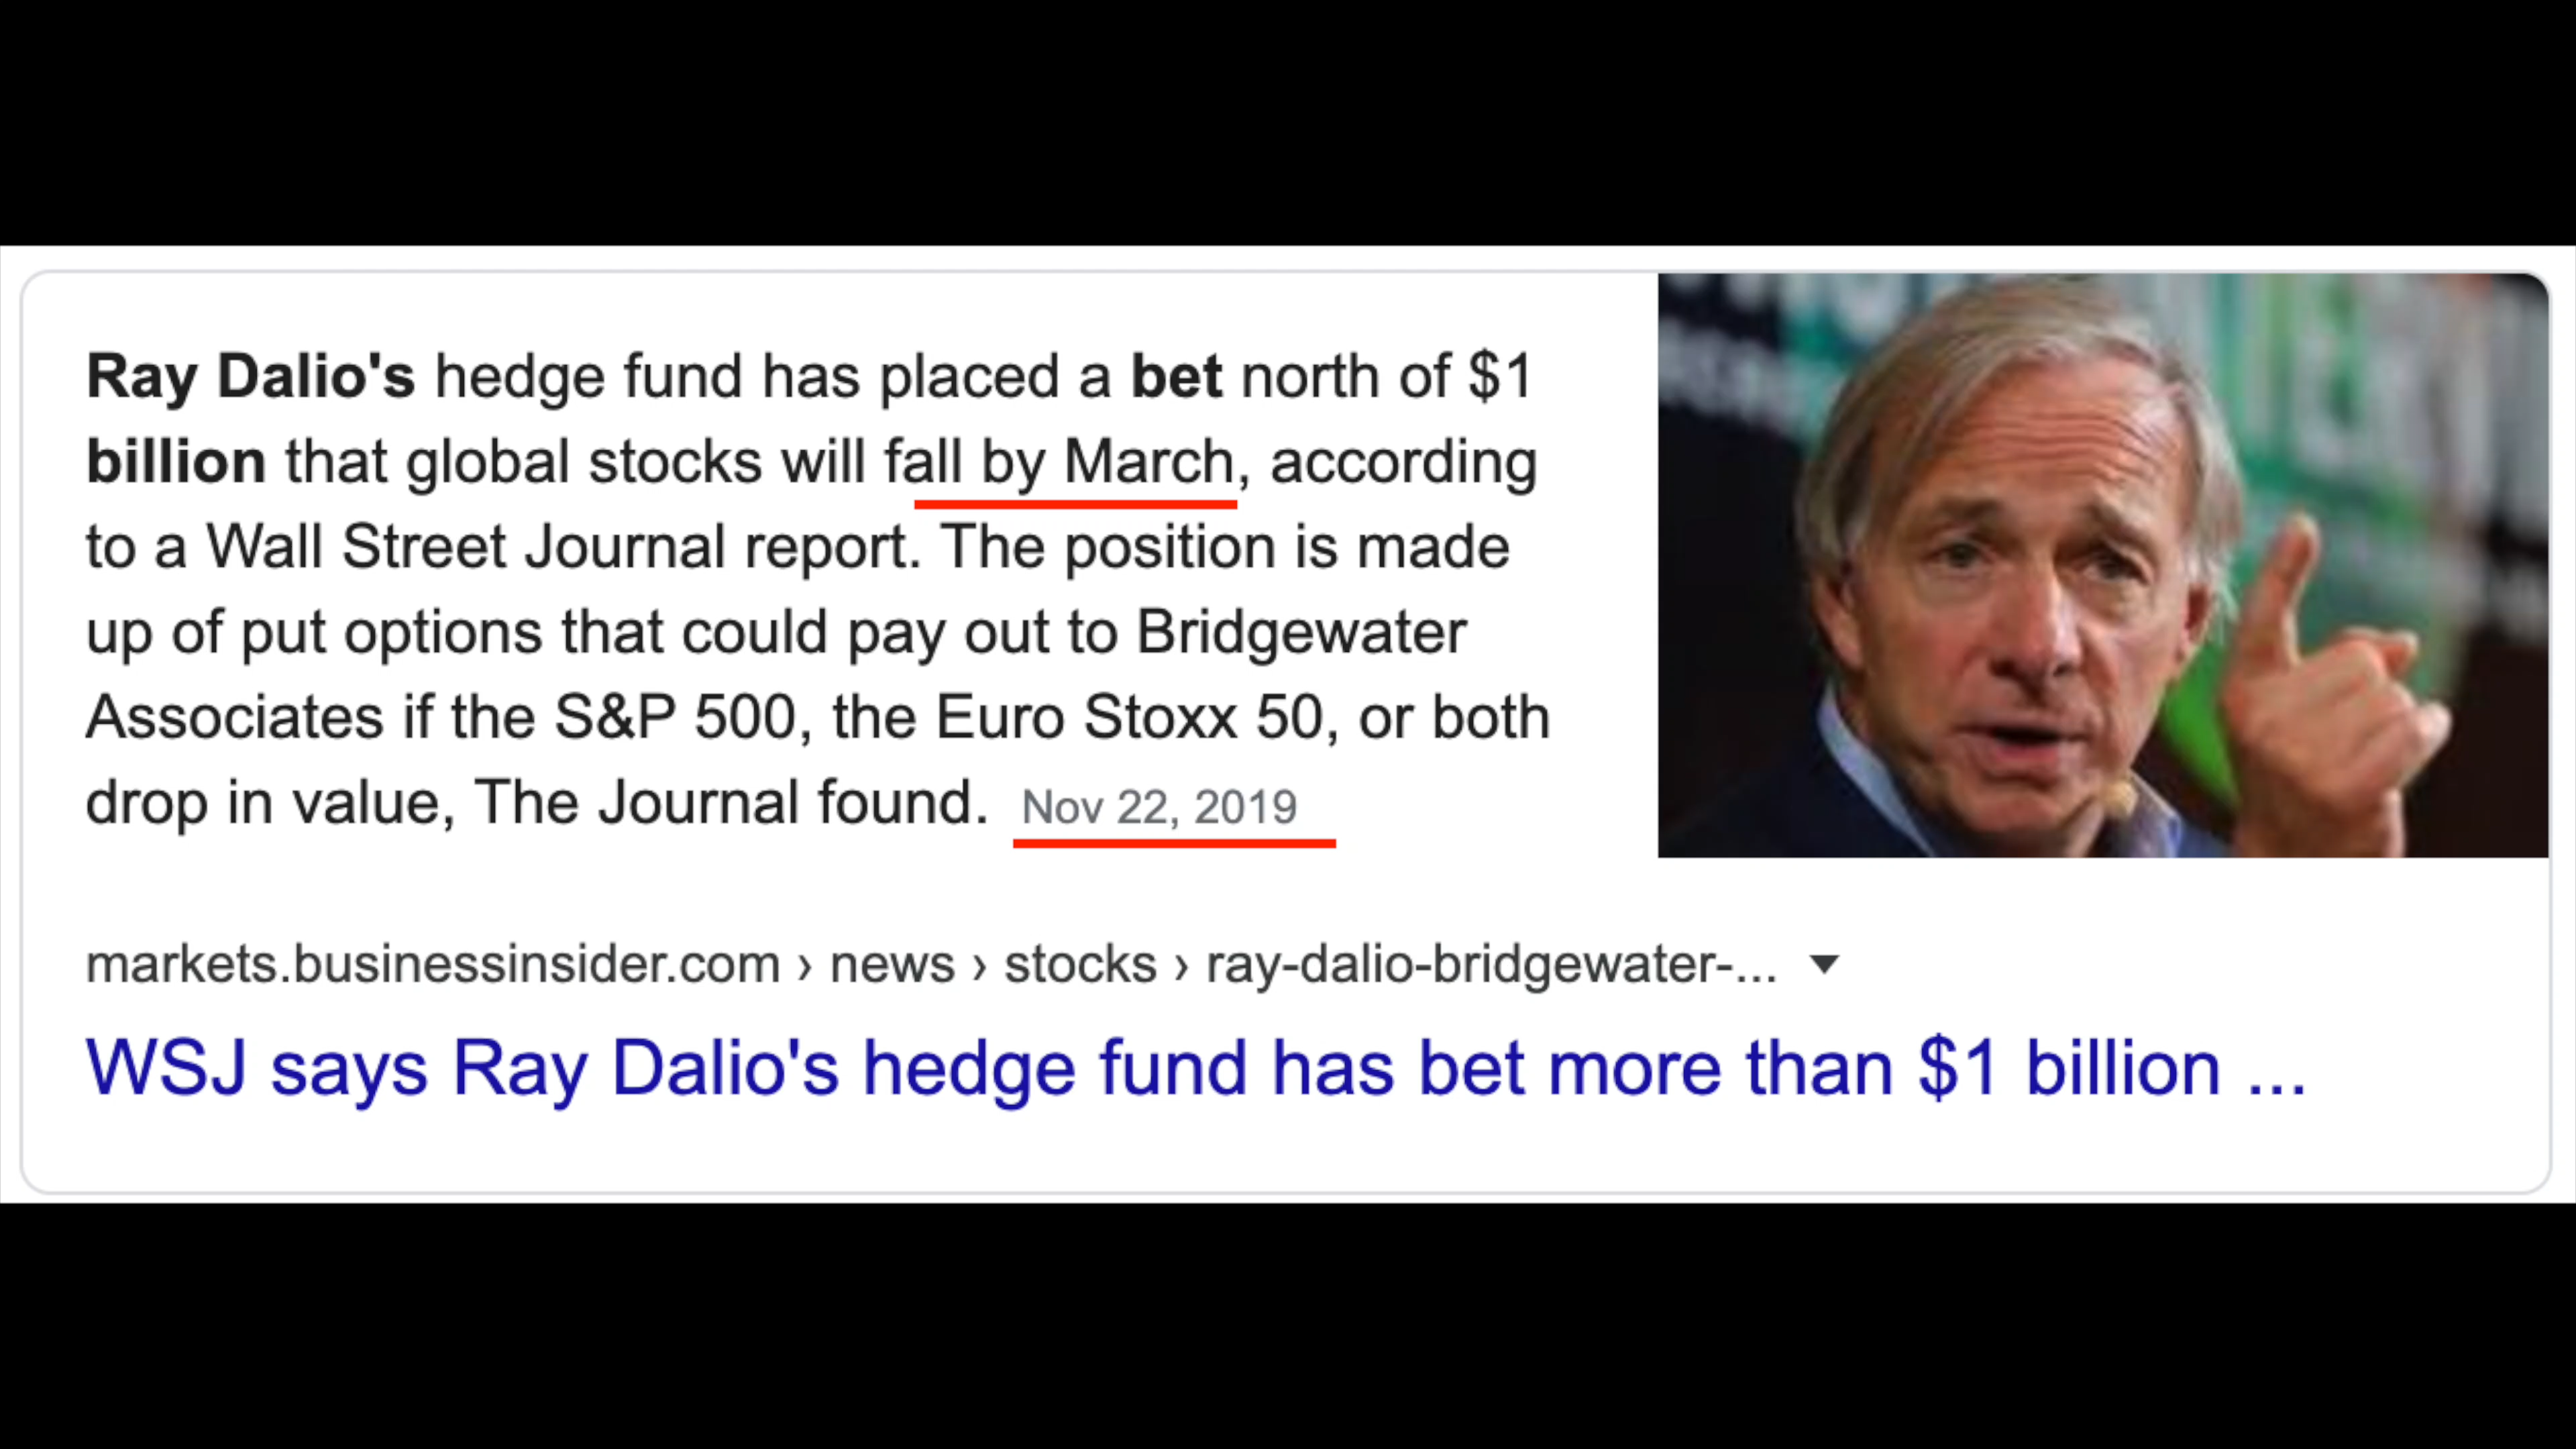 Ray Dalio's hedge fund has placed a bet north of $1
billion that global stocks will fall by March, according
to a Wall Street Journal report. The position is made
up of put options that could pay out to Bridgewater
Associates if the S&P 500, the Euro Stoxx 50, or both
drop in value, The Journal found. Nov 22, 2019
markets.businessinsider.com › news › stocks › ray-dalio-bridgewater-...
WSJ says Ray Dalio's hedge fund has bet more than $1 billion ...